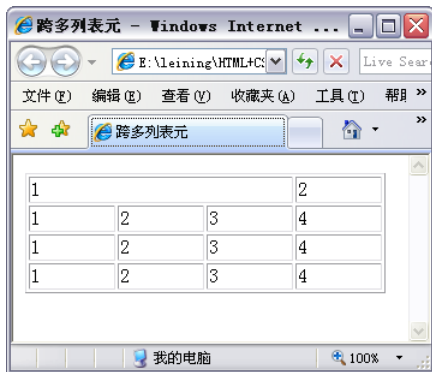 跨多列表元 - Windows Internet ...
E:\leining\HTML+CS
Live Sear
文件(F) 编辑(E) 查看(V) 收藏夹(A) 工具(T) 帮 »
跨多列表元 »
1 2
1 2 3 4
1 2 3 4
1 2 3 4
我的电脑 100%